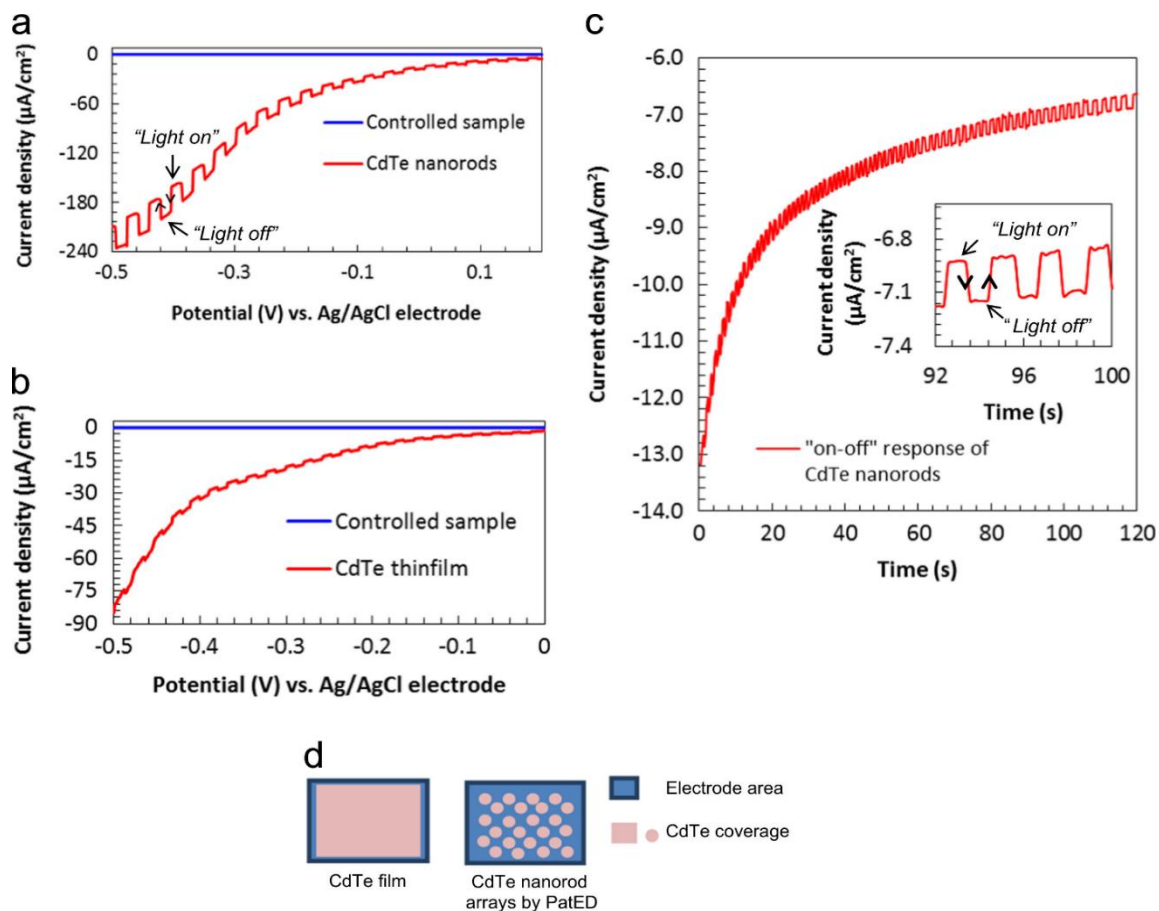 a
Current density (µA/cm²)
0
-60
-120
-180
-240
-0.5
-0.3
-0.1
0.1
"Light on"
"Light off"
Controlled sample
CdTe nanorods
Potential (V) vs. Ag/AgCl electrode
b
Current density (µA/cm²)
0
-15
-30
-45
-60
-75
-90
-0.5
-0.4
-0.3
-0.2
-0.1
0
Controlled sample
CdTe thinfilm
Potential (V) vs. Ag/AgCl electrode
c
Current density (µA/cm²)
-6.0
-7.0
-8.0
-9.0
-10.0
-11.0
-12.0
-13.0
-14.0
0
20
40
60
80
100
120
Time (s)
"on-off" response of
CdTe nanorods
Current density
(µA/cm²)
-6.8
-7.1
-7.4
92
96
100
Time (s)
"Light on"
"Light off"
d
CdTe film
CdTe nanorod
arrays by PatED
Electrode area
CdTe coverage